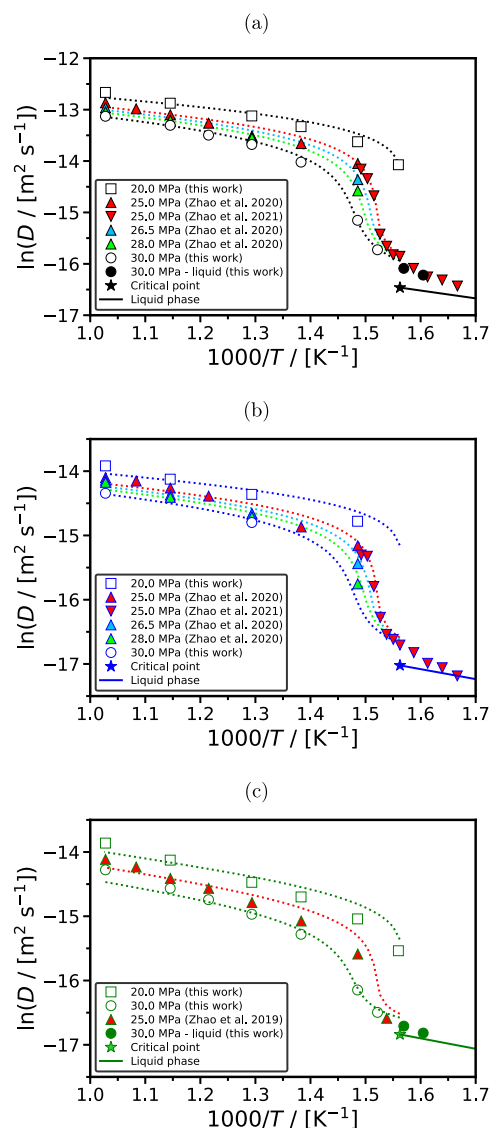 (a)
−12
−13
−14
−15
−16
−17
ln(D / [m² s⁻¹])
20.0 MPa (this work)
25.0 MPa (Zhao et al. 2020)
25.0 MPa (Zhao et al. 2021)
26.5 MPa (Zhao et al. 2020)
28.0 MPa (Zhao et al. 2020)
30.0 MPa (this work)
30.0 MPa - liquid (this work)
Critical point
Liquid phase
1.0 1.1 1.2 1.3 1.4 1.5 1.6 1.7
1000/T / [K⁻¹]
(b)
−14
−15
−16
−17
ln(D / [m² s⁻¹])
20.0 MPa (this work)
25.0 MPa (Zhao et al. 2020)
25.0 MPa (Zhao et al. 2021)
26.5 MPa (Zhao et al. 2020)
28.0 MPa (Zhao et al. 2020)
30.0 MPa (this work)
Critical point
Liquid phase
1.0 1.1 1.2 1.3 1.4 1.5 1.6 1.7
1000/T / [K⁻¹]
(c)
−14
−15
−16
−17
ln(D / [m² s⁻¹])
20.0 MPa (this work)
30.0 MPa (this work)
25.0 MPa (Zhao et al. 2019)
30.0 MPa - liquid (this work)
Critical point
Liquid phase
1.0 1.1 1.2 1.3 1.4 1.5 1.6 1.7
1000/T / [K⁻¹]